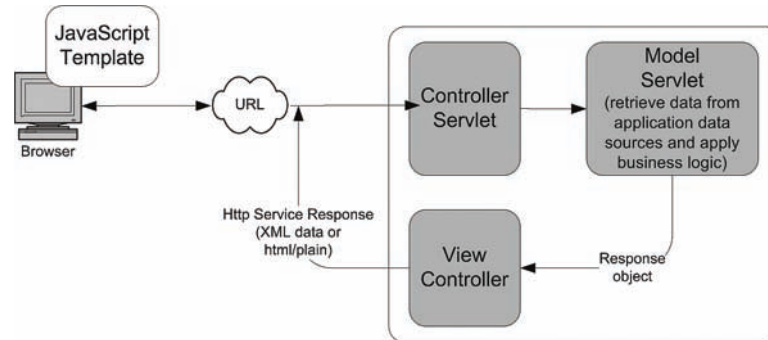 JavaScript
Template
Browser
URL
Controller
Servlet
Model
Servlet
(retrieve data from
application data
sources and apply
business logic)
Http Service Response
(XML data or
html/plain)
View
Controller
Response
object